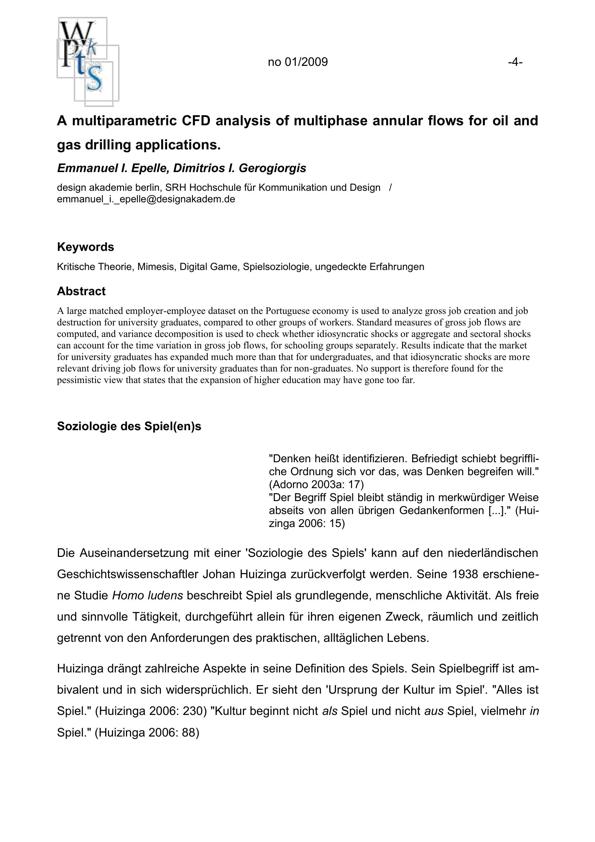 W
Pkt
tS
no 01/2009 -4-
A multiparametric CFD analysis of multiphase annular flows for oil and
gas drilling applications.
Emmanuel I. Epelle, Dimitrios I. Gerogiorgis
design akademie berlin, SRH Hochschule für Kommunikation und Design /
emmanuel_i._epelle@designakadem.de
Keywords
Kritische Theorie, Mimesis, Digital Game, Spielsoziologie, ungedeckte Erfahrungen
Abstract
A large matched employer-employee dataset on the Portuguese economy is used to analyze gross job creation and job
destruction for university graduates, compared to other groups of workers. Standard measures of gross job flows are
computed, and variance decomposition is used to check whether idiosyncratic shocks or aggregate and sectoral shocks
can account for the time variation in gross job flows, for schooling groups separately. Results indicate that the market
for university graduates has expanded much more than that for undergraduates, and that idiosyncratic shocks are more
relevant driving job flows for university graduates than for non-graduates. No support is therefore found for the
pessimistic view that states that the expansion of higher education may have gone too far.
Soziologie des Spiel(en)s
"Denken heißt identifizieren. Befriedigt schiebt begriffli-
che Ordnung sich vor das, was Denken begreifen will."
(Adorno 2003a: 17)
"Der Begriff Spiel bleibt ständig in merkwürdiger Weise
abseits von allen übrigen Gedankenformen [...]." (Hui-
zinga 2006: 15)
Die Auseinandersetzung mit einer 'Soziologie des Spiels' kann auf den niederländischen
Geschichtswissenschaftler Johan Huizinga zurückverfolgt werden. Seine 1938 erschiene-
ne Studie Homo ludens beschreibt Spiel als grundlegende, menschliche Aktivität. Als freie
und sinnvolle Tätigkeit, durchgeführt allein für ihren eigenen Zweck, räumlich und zeitlich
getrennt von den Anforderungen des praktischen, alltäglichen Lebens.
Huizinga drängt zahlreiche Aspekte in seine Definition des Spiels. Sein Spielbegriff ist am-
bivalent und in sich widersprüchlich. Er sieht den 'Ursprung der Kultur im Spiel'. "Alles ist
Spiel." (Huizinga 2006: 230) "Kultur beginnt nicht als Spiel und nicht aus Spiel, vielmehr in
Spiel." (Huizinga 2006: 88)